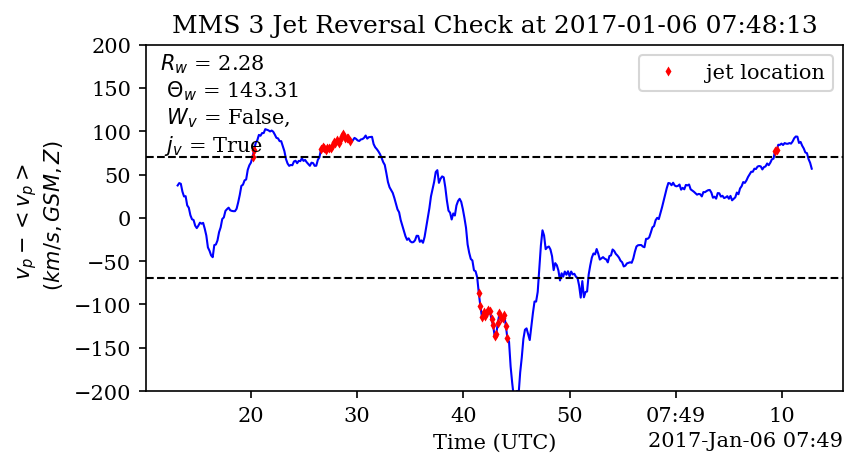 MMS 3 Jet Reversal Check at 2017-01-06 07:48:13
R_w = 2.28
Θ_w = 143.31
W_v = False,
j_v = True
jet location
v_p − <v_p>
(km/s, GSM, Z)
200
150
100
50
0
−50
−100
−150
−200
20 30 40 50 07:49 10
Time (UTC)
2017-Jan-06 07:49